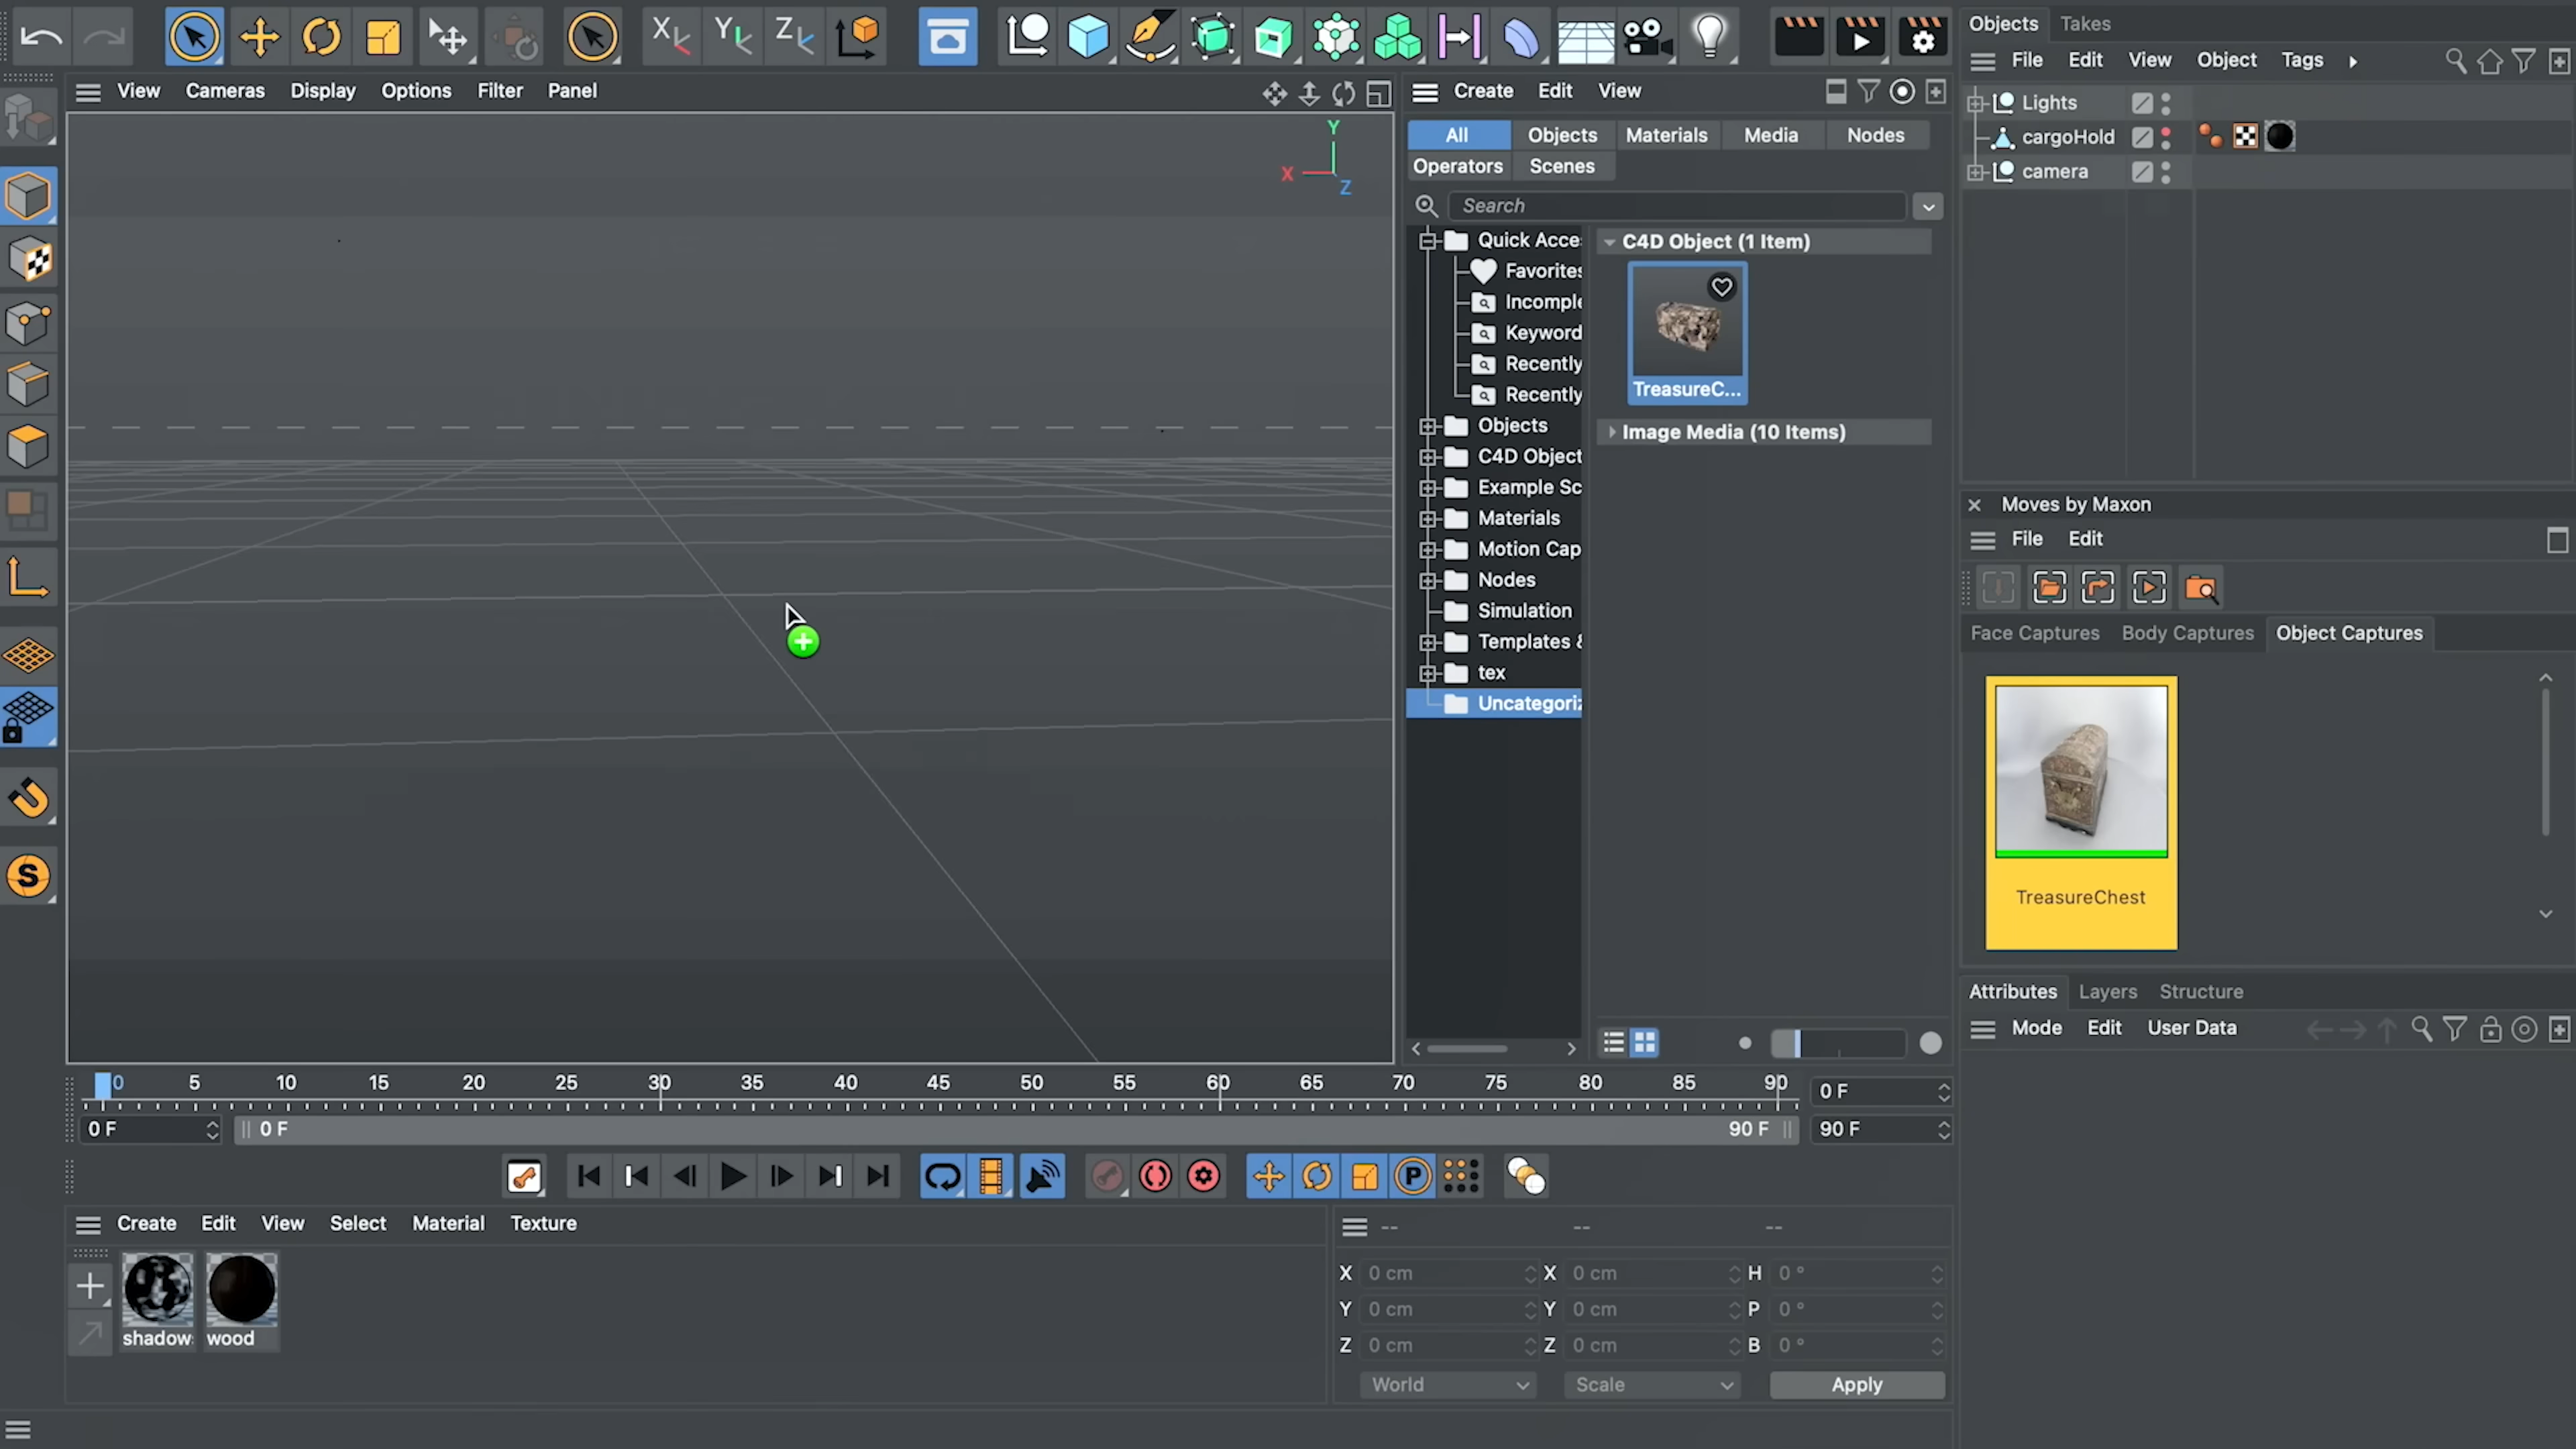 X Y Z
Objects Takes
File Edit View Object Tags
View Cameras Display Options Filter Panel
Create Edit View
Y
X
Z
All Objects Materials Media Nodes
Operators Scenes
Search
Lights
cargoHold
camera
Quick Acce
Favorites
Incomple
Keyword
Recently
Recently
Objects
C4D Object
Example Sc
Materials
Motion Cap
Nodes
Simulation
Templates &
tex
Uncategoriz
C4D Object (1 Item)
TreasureC...
Image Media (10 Items)
Moves by Maxon
File Edit
Face Captures Body Captures Object Captures
TreasureChest
S
Attributes Layers Structure
Mode Edit User Data
0 5 10 15 20 25 30 35 40 45 50 55 60 65 70 75 80 85 90 0 F
0 F 0 F 90 F 90 F
P
Create Edit View Select Material Texture
shadow
wood
-- -- --
X 0 cm X 0 cm H 0 °
Y 0 cm Y 0 cm P 0 °
Z 0 cm Z 0 cm B 0 °
World Scale Apply